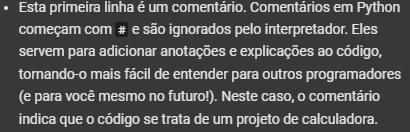 • Esta primeira linha é um comentário. Comentários em Python
começam com # e são ignorados pelo interpretador. Eles
servem para adicionar anotações e explicações ao código,
tornando-o mais fácil de entender para outros programadores
(e para você mesmo no futuro!). Neste caso, o comentário
indica que o código se trata de um projeto de calculadora.